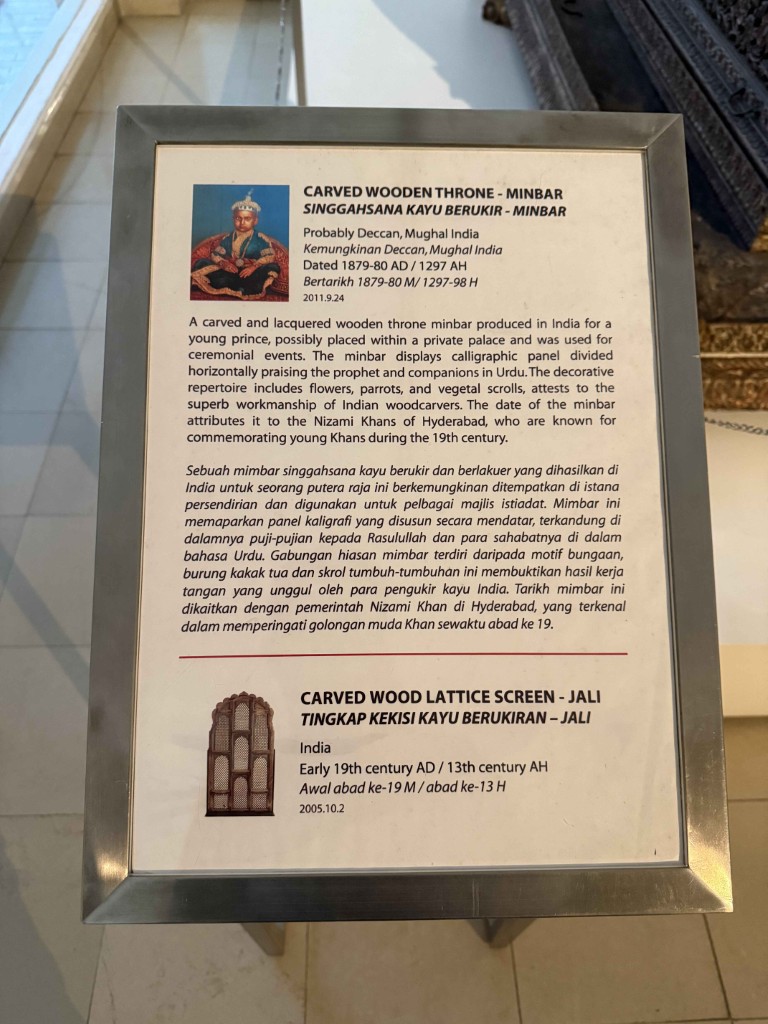 CARVED WOODEN THRONE - MINBAR
SINGGAHSANA KAYU BERUKIR - MINBAR
Probably Deccan, Mughal India
Kemungkinan Deccan, Mughal India
Dated 1879-80 AD / 1297 AH
Bertarikh 1879-80 M/ 1297-98 H
2011.9.24
A carved and lacquered wooden throne minbar produced in India for a
young prince, possibly placed within a private palace and was used for
ceremonial events. The minbar displays calligraphic panel divided
horizontally praising the prophet and companions in Urdu. The decorative
repertoire includes flowers, parrots, and vegetal scrolls, attests to the
superb workmanship of Indian woodcarvers. The date of the minbar
attributes it to the Nizami Khans of Hyderabad, who are known for
commemorating young Khans during the 19th century.
Sebuah mimbar singgahsana kayu berukir dan berlakuer yang dihasilkan di
India untuk seorang putera raja ini berkemungkinan ditempatkan di istana
persendirian dan digunakan untuk pelbagai majlis istiadat. Mimbar ini
memaparkan panel kaligrafi yang disusun secara mendatar, terkandung di
dalamnya puji-pujian kepada Rasulullah dan para sahabatnya di dalam
bahasa Urdu. Gabungan hiasan mimbar terdiri daripada motif bungaan,
burung kakak tua dan skrol tumbuh-tumbuhan ini membuktikan hasil kerja
tangan yang unggul oleh para pengukir kayu India. Tarikh mimbar ini
dikaitkan dengan pemerintah Nizami Khan di Hyderabad, yang terkenal
dalam memperingati golongan muda Khan sewaktu abad ke 19.
CARVED WOOD LATTICE SCREEN - JALI
TINGKAP KEKISI KAYU BERUKIRAN – JALI
India
Early 19th century AD / 13th century AH
Awal abad ke-19 M / abad ke-13 H
2005.10.2